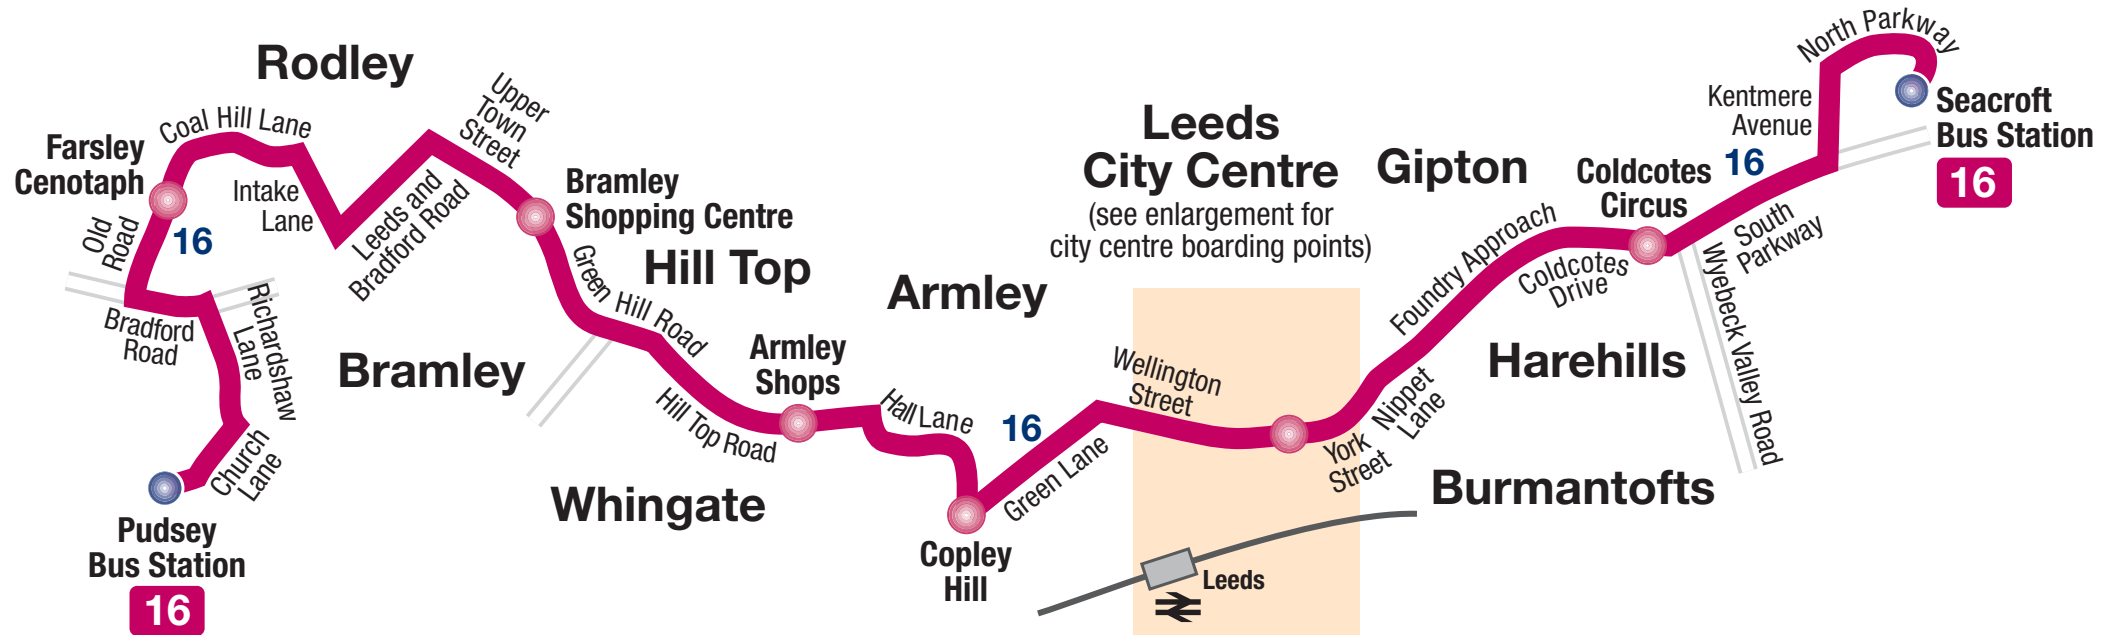 Rodley
Farsley
Cenotaph
Coal Hill Lane
Upper
Town
Street
Intake
Lane
Old
Road
16
Leeds and
Bradford Road
Bramley
Shopping Centre
Bradford
Road
Richardshaw
Lane
Church
Lane
Pudsey
Bus Station
16
Bramley
Green Hill Road
Hill Top
Hill Top Road
Whingate
Armley
Shops
Armley
Hall Lane
16
Copley
Hill
Green Lane
Leeds
City Centre
(see enlargement for
city centre boarding points)
Wellington
Street
Leeds
York
Street
Nippet
Lane
Burmantofts
Harehills
Gipton
Foundry Approach
Coldcotes
Drive
Coldcotes
Circus
16
South
Parkway
Wyebeck Valley Road
Kentmere
Avenue
North Parkway
Seacroft
Bus Station
16